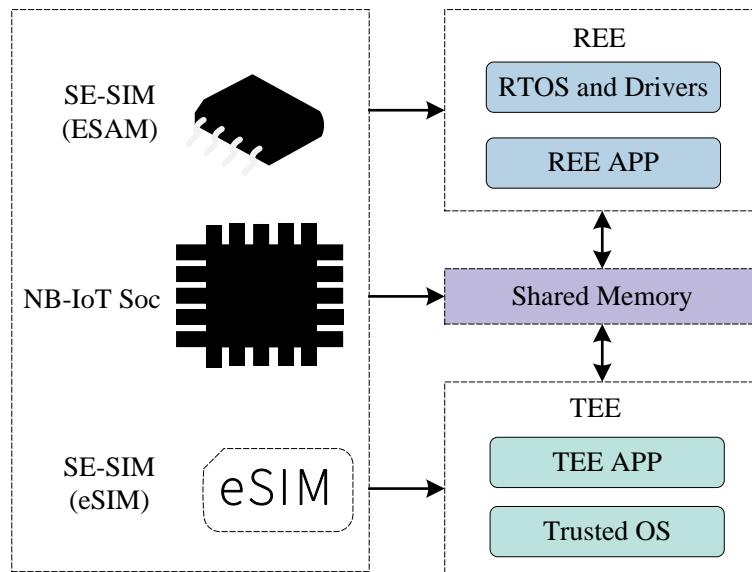 SE-SIM
(ESAM)
NB-IoT Soc
SE-SIM
(eSIM)
eSIM
REE
RTOS and Drivers
REE APP
Shared Memory
TEE
TEE APP
Trusted OS